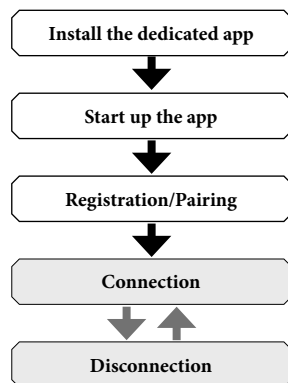 Install the dedicated app
Start up the app
Registration/Pairing
Connection
Disconnection